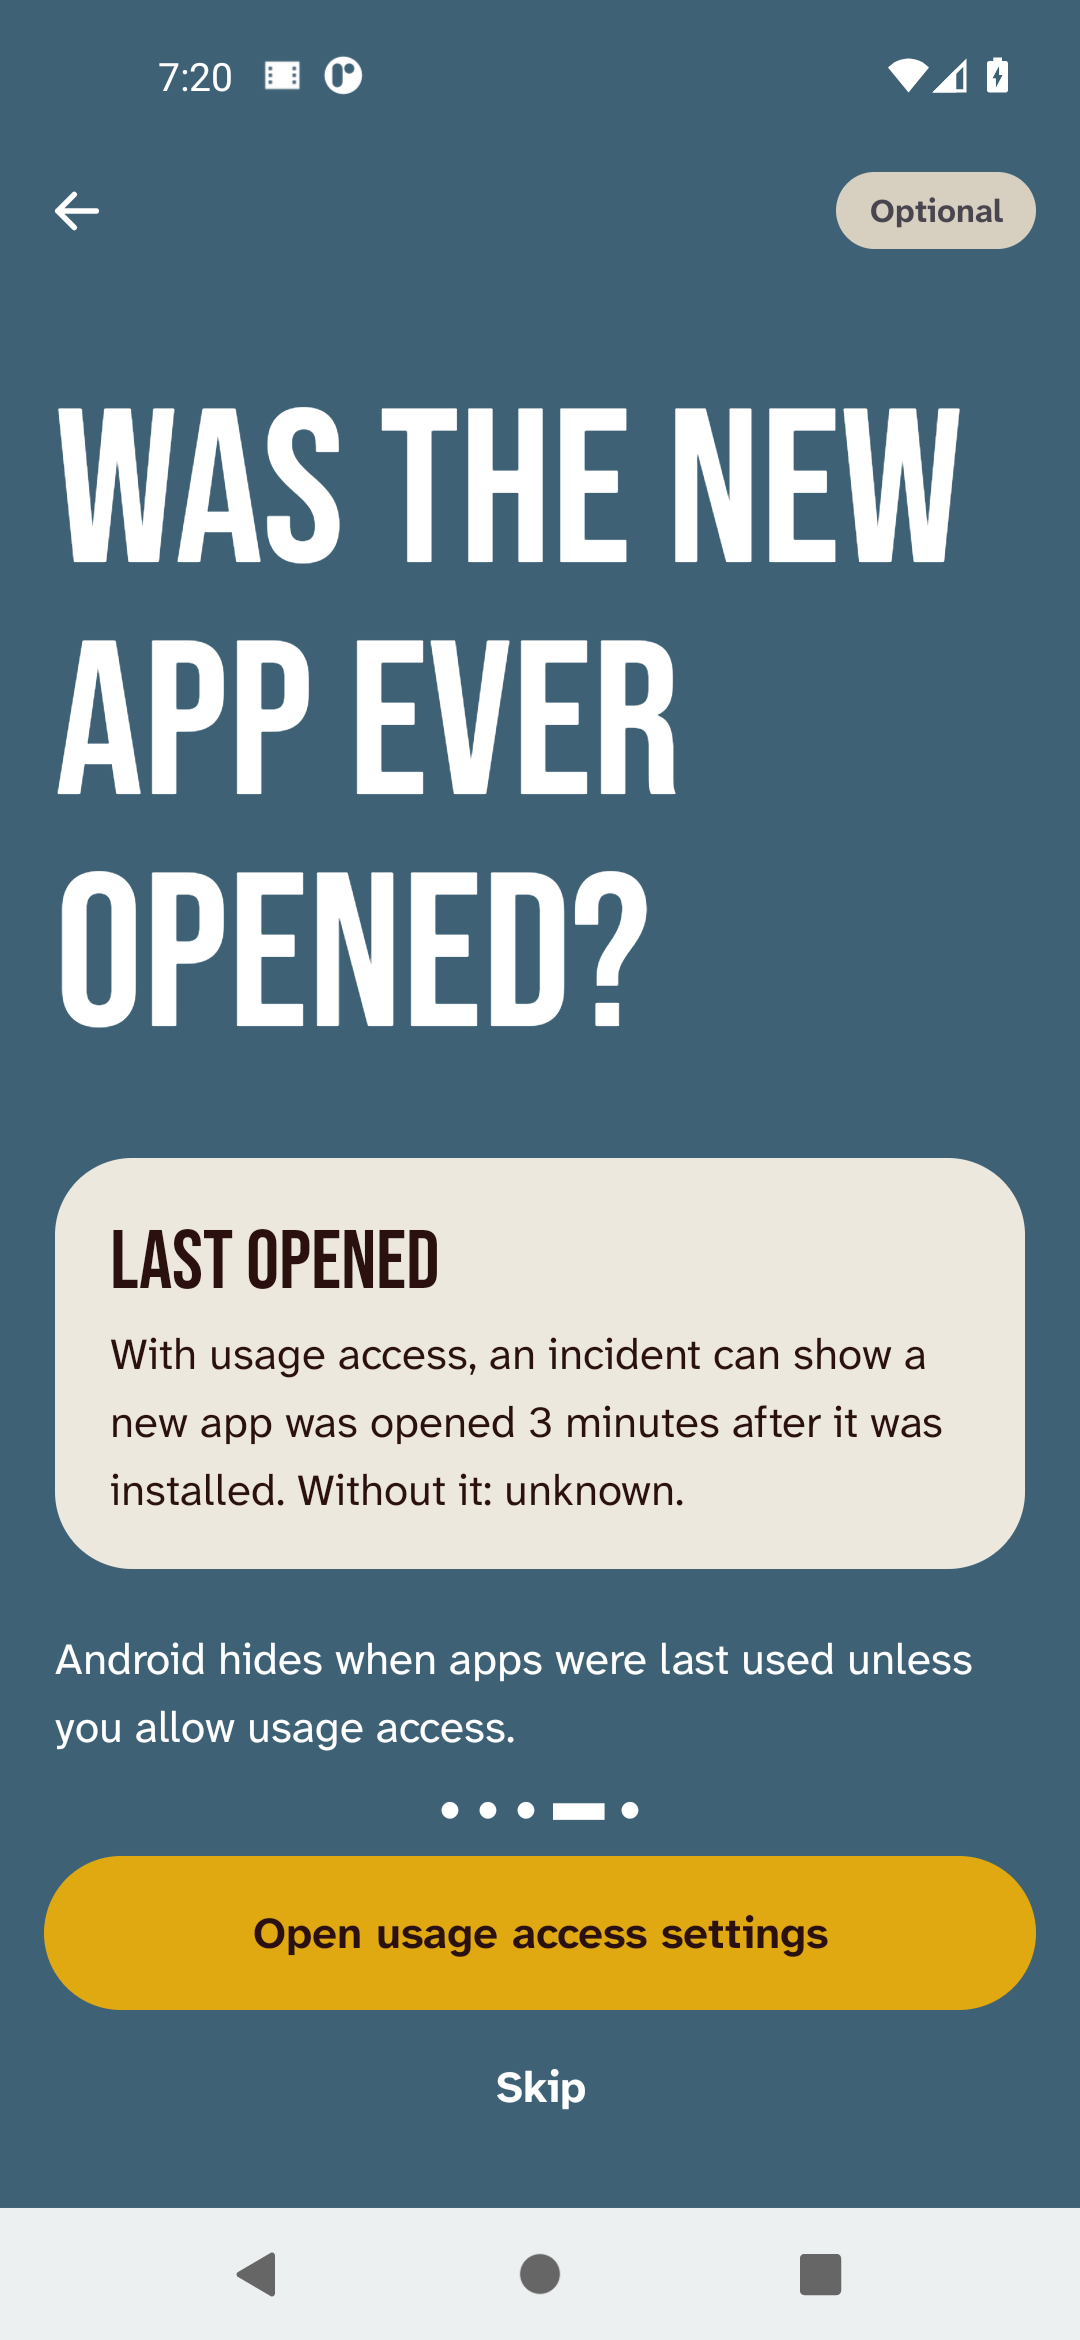 7:20
Optional
WAS THE NEW
APP EVER
OPENED?
LAST OPENED
With usage access, an incident can show a
new app was opened 3 minutes after it was
installed. Without it: unknown.
Android hides when apps were last used unless
you allow usage access.
Open usage access settings
Skip